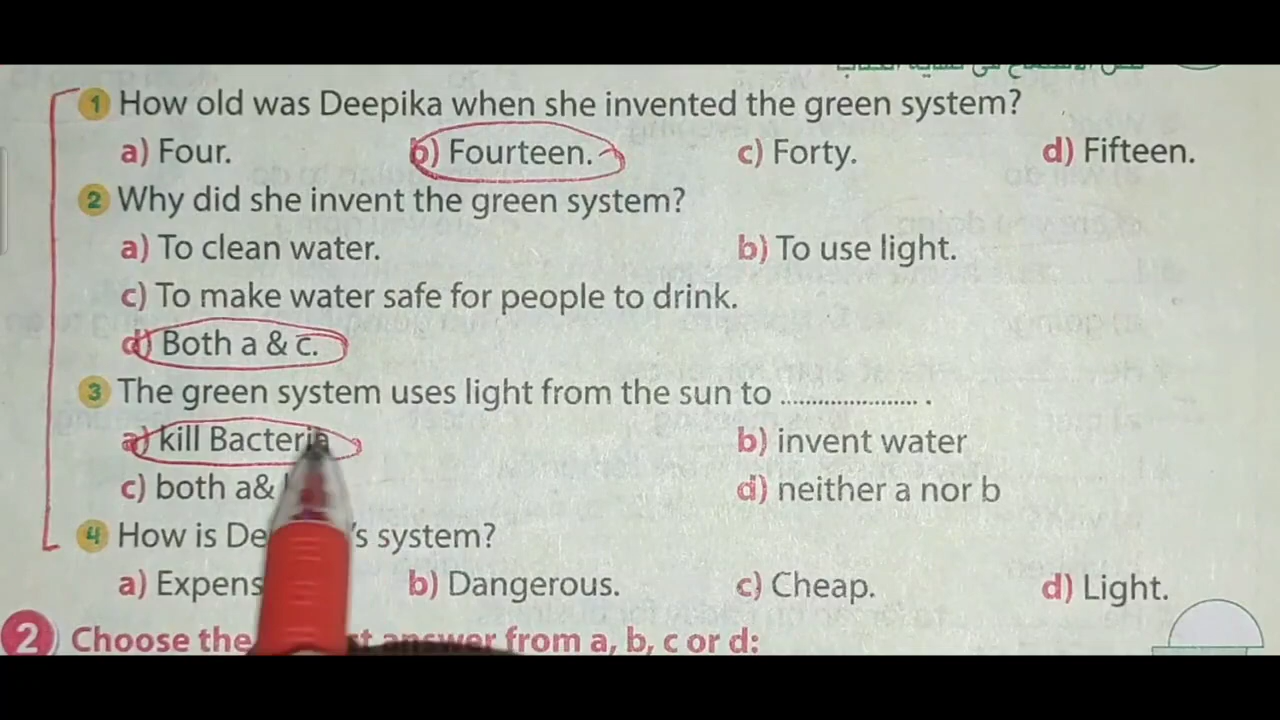 1 How old was Deepika when she invented the green system?
a) Four. b) Fourteen. c) Forty. d) Fifteen.
2 Why did she invent the green system?
a) To clean water. b) To use light.
c) To make water safe for people to drink.
d) Both a & c.
3 The green system uses light from the sun to .................... .
a) kill Bacteria b) invent water
c) both a& d) neither a nor b
4 How is 's system?
a) b) Dangerous. c) Cheap. d) Light.
2 Choose the answer from a, b, c or d: